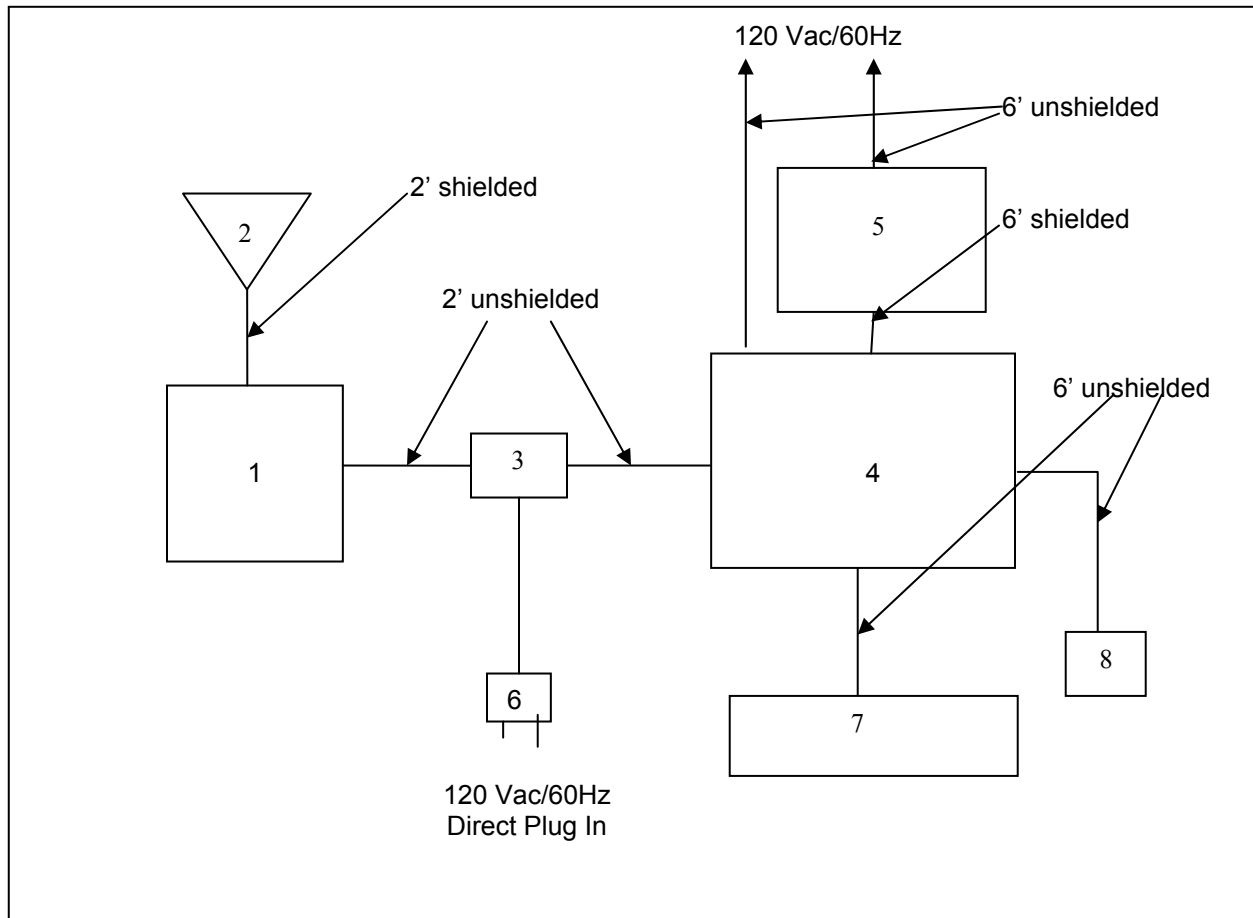 120 Vac/60Hz
6’ unshielded
2’ shielded
2
5
6’ shielded
2’ unshielded
6’ unshielded
1
3
4
8
6
7
120 Vac/60Hz
Direct Plug In